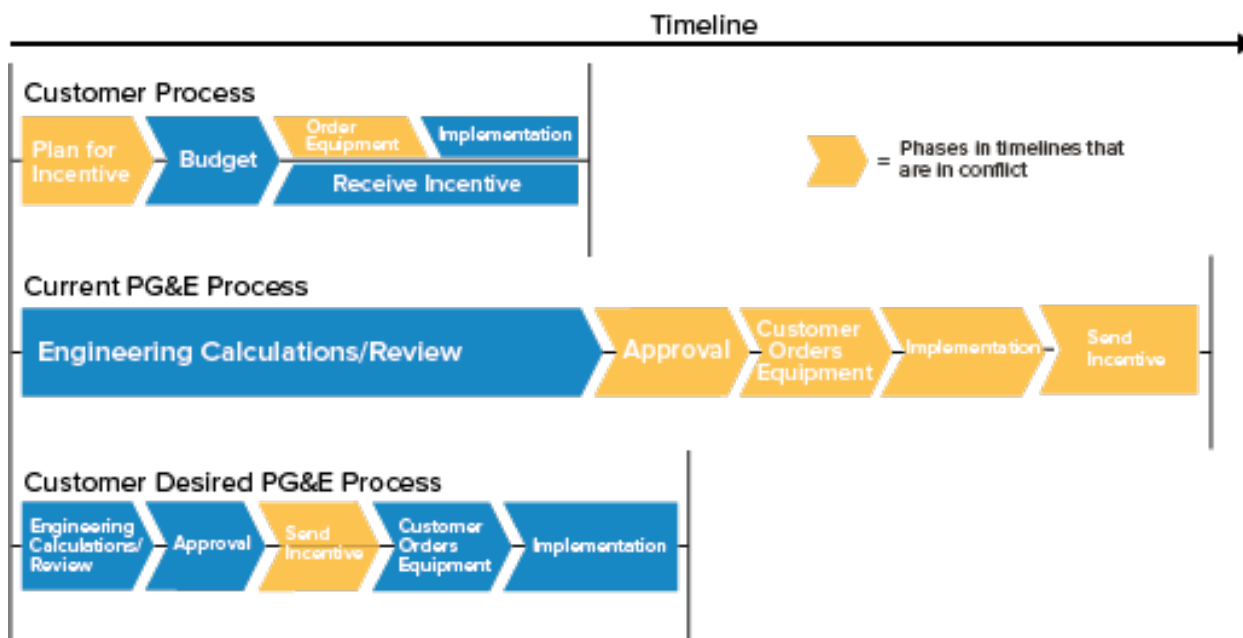 Timeline
Customer Process
Plan for
Incentive
Budget
Order
Equipment
Implementation
Receive Incentive
= Phases in timelines that
are in conflict
Current PG&E Process
Engineering Calculations/Review
Approval
Customer
Orders
Equipment
Implementation
Send
Incentive
Customer Desired PG&E Process
Engineering
Calculations/
Review
Approval
Send
Incentive
Customer
Orders
Equipment
Implementation